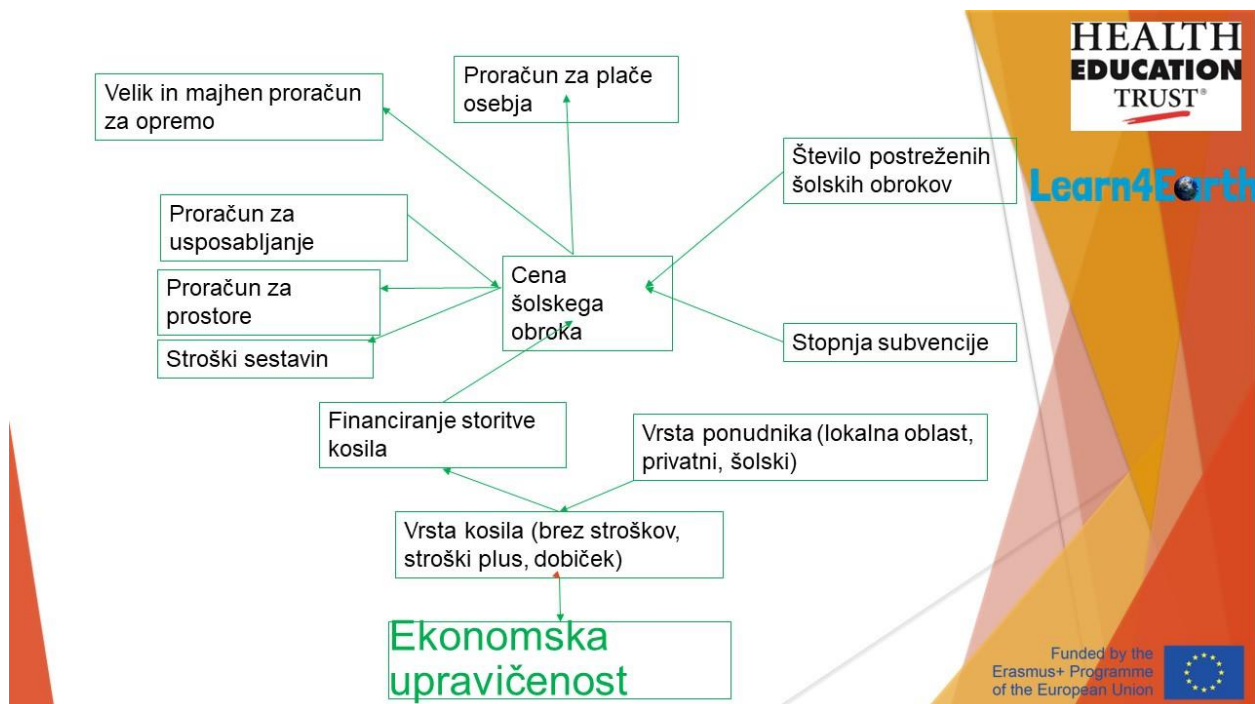 HEALTH
EDUCATION
TRUST®
Learn4Earth
Velik in majhen proračun
za opremo
Proračun za plače
osebja
Število postreženih
šolskih obrokov
Proračun za
usposabljanje
Proračun za
prostore
Stroški sestavin
Cena
šolskega
obroka
Stopnja subvencije
Financiranje storitve
kosila
Vrsta ponudnika (lokalna oblast,
privatni, šolski)
Vrsta kosila (brez stroškov,
stroški plus, dobiček)
Ekonomska
upravičenost
Funded by the
Erasmus+ Programme
of the European Union